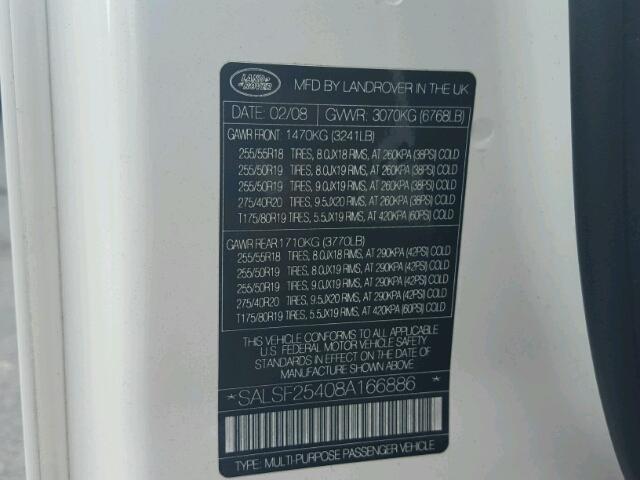 LAND ROVER
MFD BY LANDROVER IN THE UK
DATE: 02/08 GVWR: 3070KG (6768LB)
GAWR FRONT: 1470KG (3241LB)
255/55R18 TIRES, 8.0JX18 RIMS, AT 260KPA (38PSI) COLD
255/50R19 TIRES, 8.0JX19 RIMS, AT 260KPA (38PSI) COLD
255/50R19 TIRES, 9.0JX19 RIMS, AT 260KPA (38PSI) COLD
275/40R20 TIRES, 9.5JX20 RIMS, AT 260KPA (38PSI) COLD
T175/80R19 TIRES, 5.5JX19 RIMS, AT 420KPA (60PSI) COLD
GAWR REAR 1710KG (3770LB)
255/55R18 TIRES, 8.0JX18 RIMS, AT 290KPA (42PSI) COLD
255/50R19 TIRES, 8.0JX19 RIMS, AT 290KPA (42PSI) COLD
255/50R19 TIRES, 9.0JX19 RIMS, AT 290KPA (42PSI) COLD
275/40R20 TIRES, 9.5JX20 RIMS, AT 290KPA (42PSI) COLD
T175/80R19 TIRES, 5.5JX19 RIMS, AT 420KPA (60PSI) COLD
THIS VEHICLE CONFORMS TO ALL APPLICABLE
U.S. FEDERAL MOTOR VEHICLE SAFETY
STANDARDS IN EFFECT ON THE DATE OF
MANUFACTURE SHOWN ABOVE
*SALSF25408A166886*
TYPE: MULTI-PURPOSE PASSENGER VEHICLE